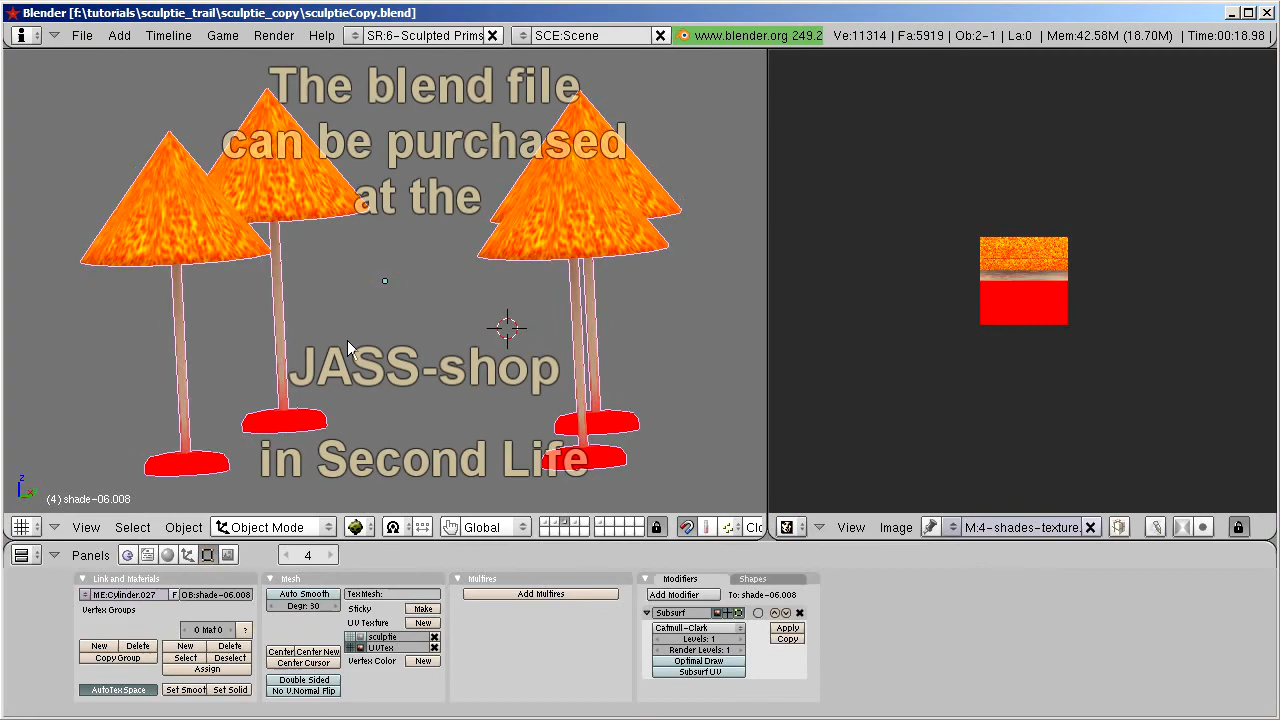 Blender [f:\tutorials\sculptie_trail\sculptie_copy\sculptieCopy.blend]
File Add Timeline Game Render Help SR:6-Sculpted Prims SCE:Scene www.blender.org 249.2 Ve:11314 | Fa:5919 | Ob:2-1 | La:0 | Mem:42.58M (18.70M) | Time:00:18.98 |
The blend file
can be purchased
at the
JASS-shop
in Second Life
(4) shade-06.008
View Select Object Object Mode Global Clo
View Image M:4-shades-texture.
Panels 4
Link and Materials
ME:Cylinder.027 F OB:shade-06.008
Vertex Groups
0 Mat 0 ?
New Delete New Delete
Copy Group Select Deselect
Assign
AutoTexSpace Set Smoot Set Solid
Mesh
Auto Smooth
Degr: 30
TexMesh:
Sticky Make
UV Texture New
sculptie
UVTex
Center Center New
Center Cursor
Vertex Color New
Double Sided
No V.Normal Flip
Multires
Add Multires
Modifiers Shapes
Add Modifier To: shade-06.008
Subsurf
Catmull-Clark Apply
Levels: 1 Copy
Render Levels: 1
Optimal Draw
Subsurf UV